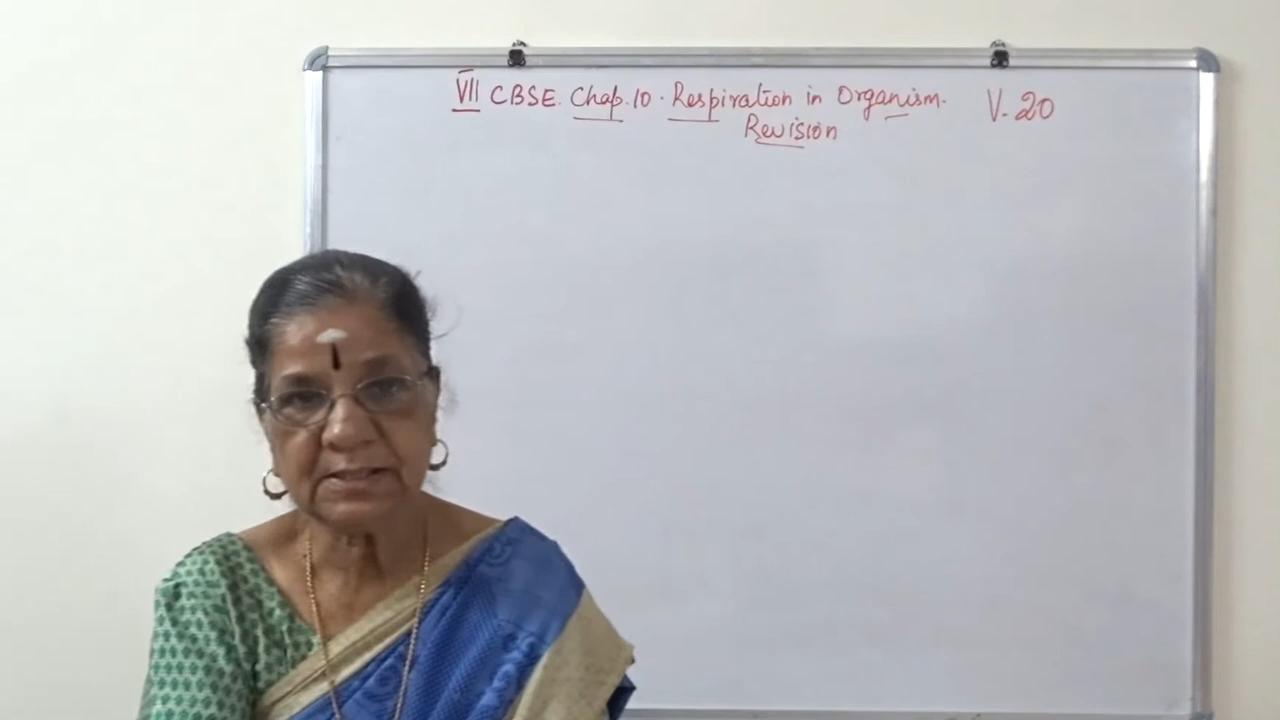 VII CBSE. Chap.10. Respiration in Organism. V-20
Revision